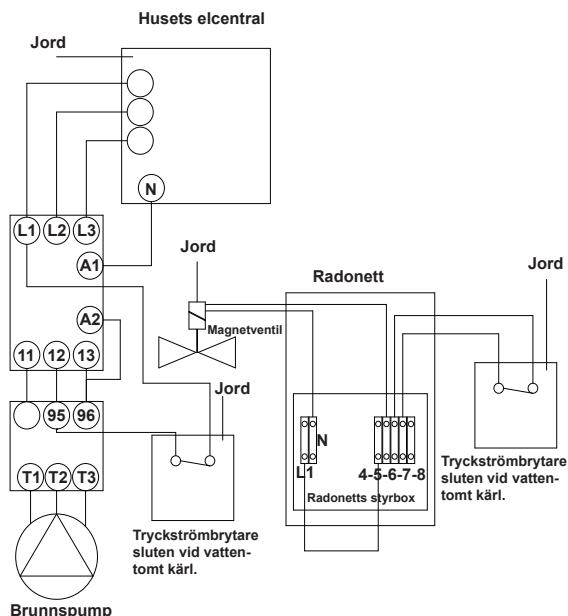 Husets elcentral
Jord
N
L1 L2 L3
A1
A2
11 12 13
95 96
T1 T2 T3
Brunnspump
Jord
Tryckströmbrytare
sluten vid vatten-
tomt kärl.
Jord
Magnetventil
Radonett
N
L1
4-5-6-7-8
Radonetts styrbox
Jord
Tryckströmbrytare
sluten vid vatten-
tomt kärl.